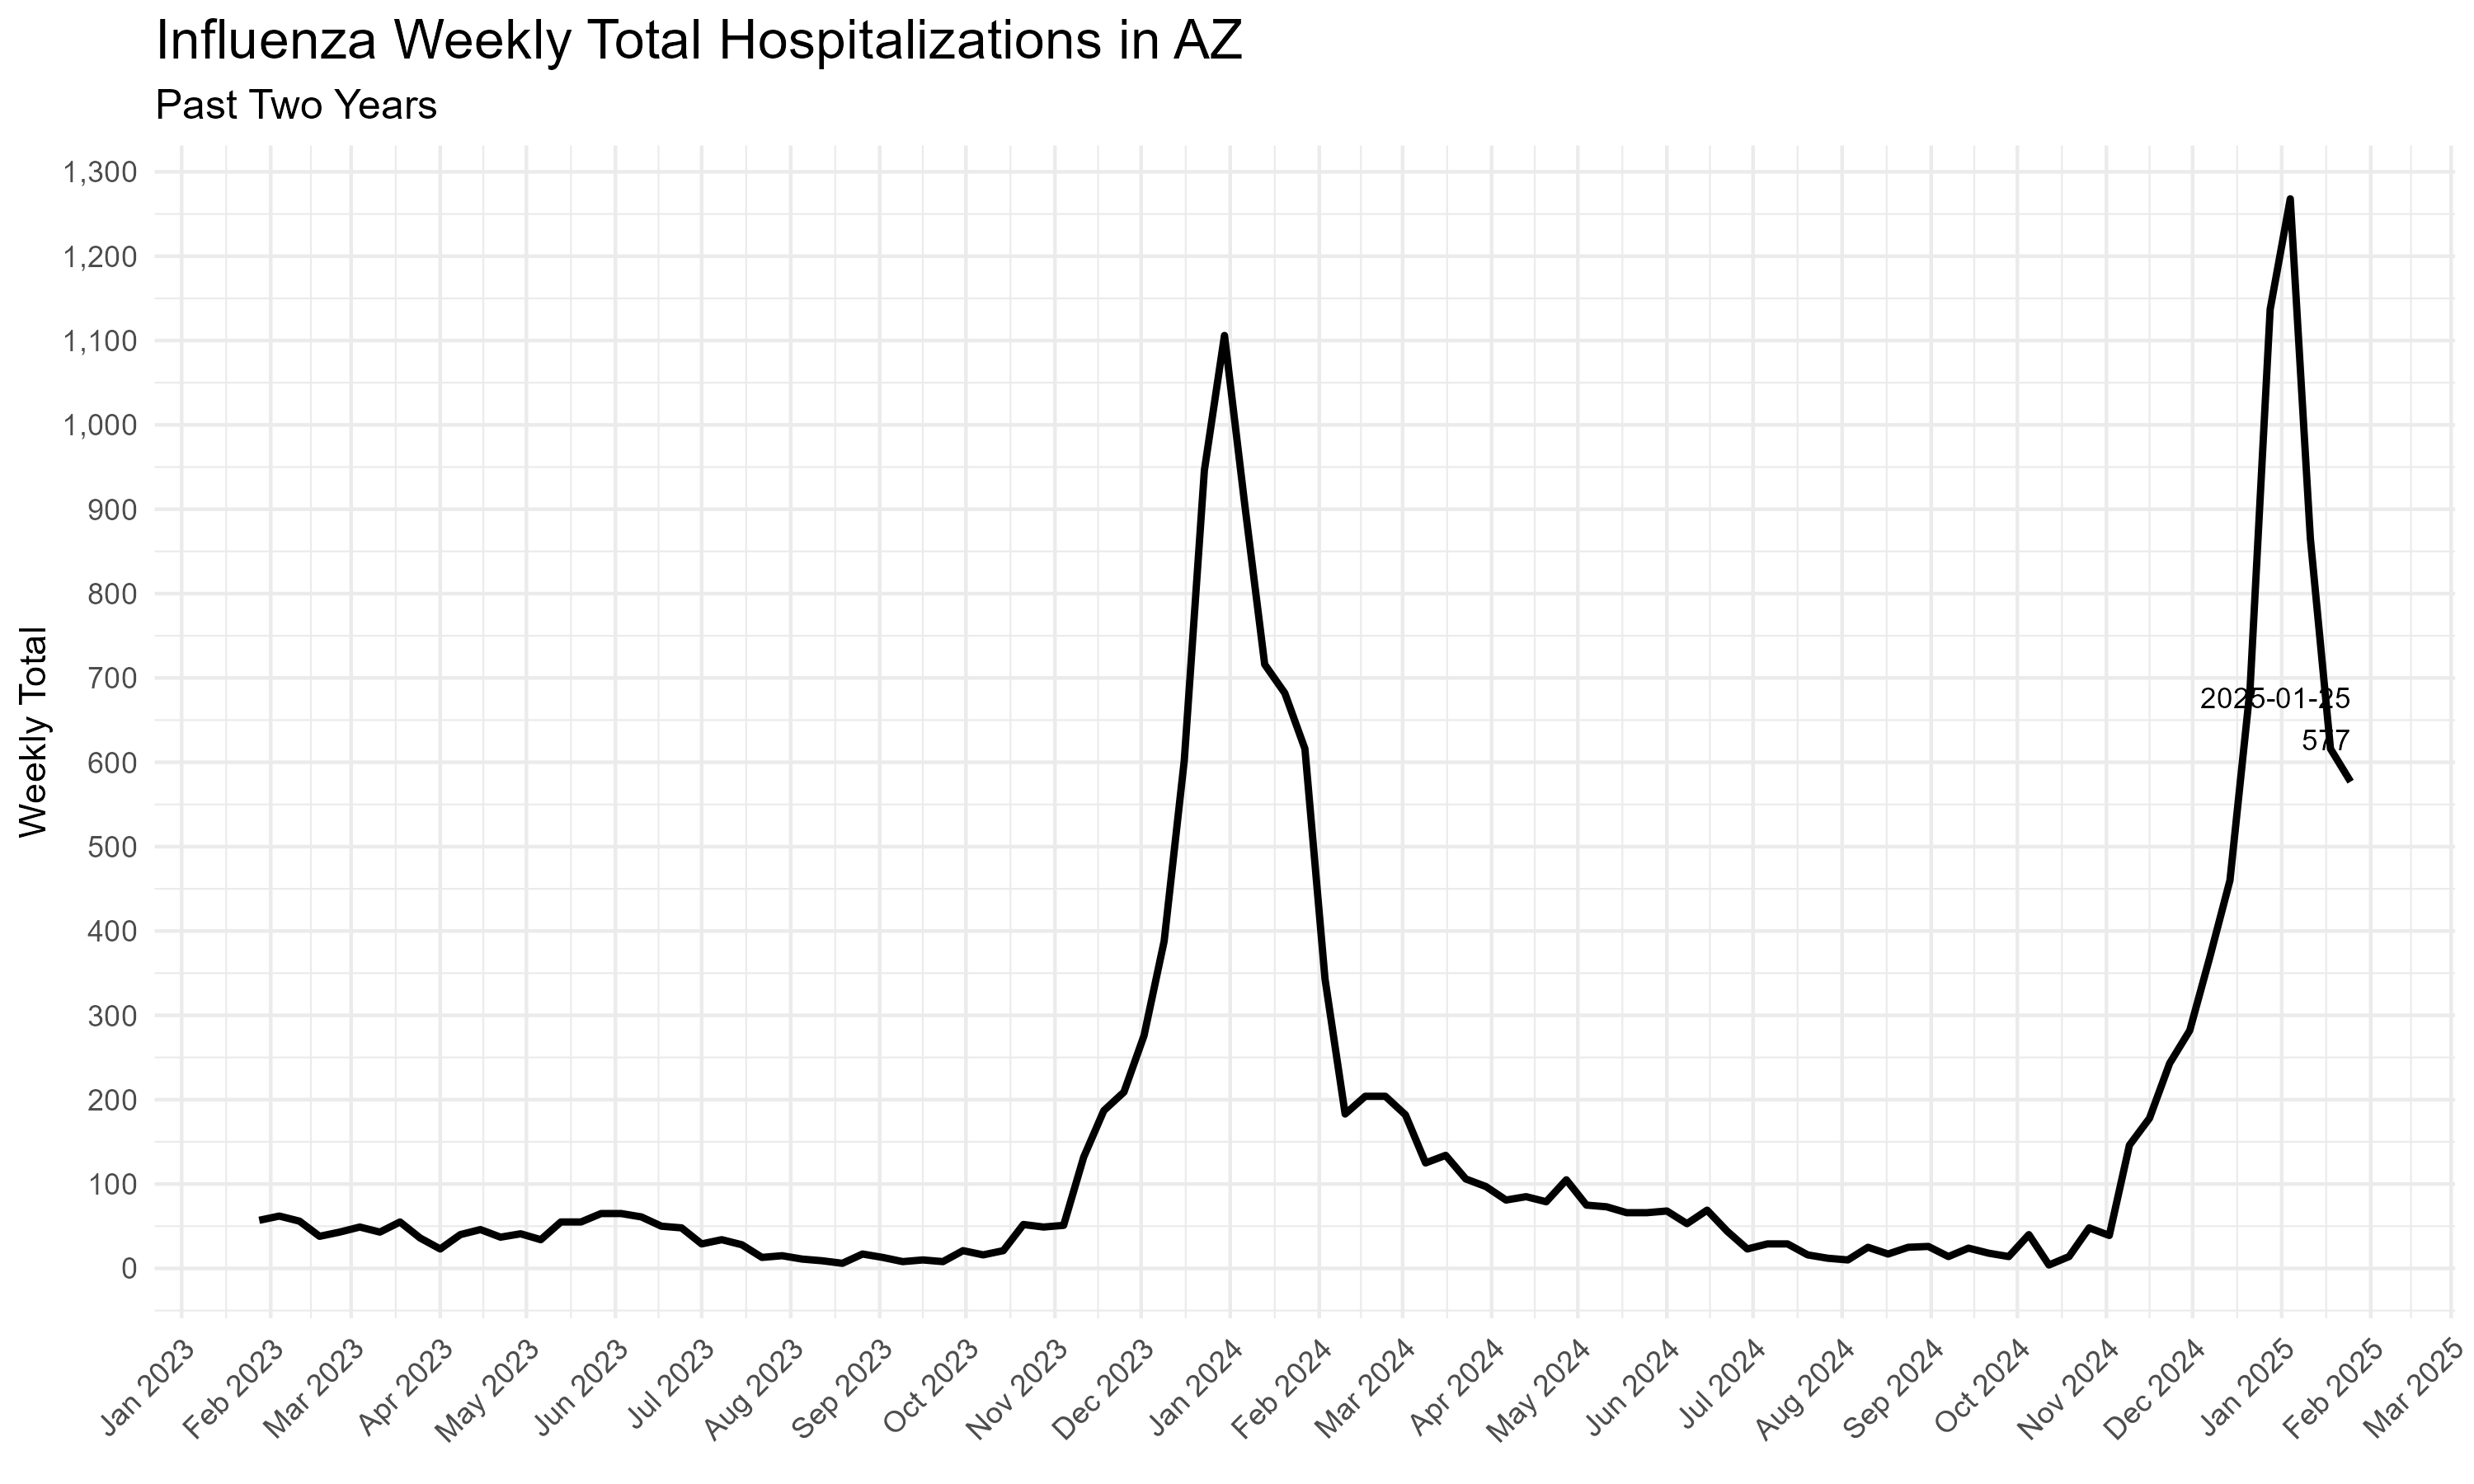 Influenza Weekly Total Hospitalizations in AZ
Past Two Years
Weekly Total
1,300
1,200
1,100
1,000
900
800
700
600
500
400
300
200
100
0
2025-01-25
577
Jan 2023
Feb 2023
Mar 2023
Apr 2023
May 2023
Jun 2023
Jul 2023
Aug 2023
Sep 2023
Oct 2023
Nov 2023
Dec 2023
Jan 2024
Feb 2024
Mar 2024
Apr 2024
May 2024
Jun 2024
Jul 2024
Aug 2024
Sep 2024
Oct 2024
Nov 2024
Dec 2024
Jan 2025
Feb 2025
Mar 2025